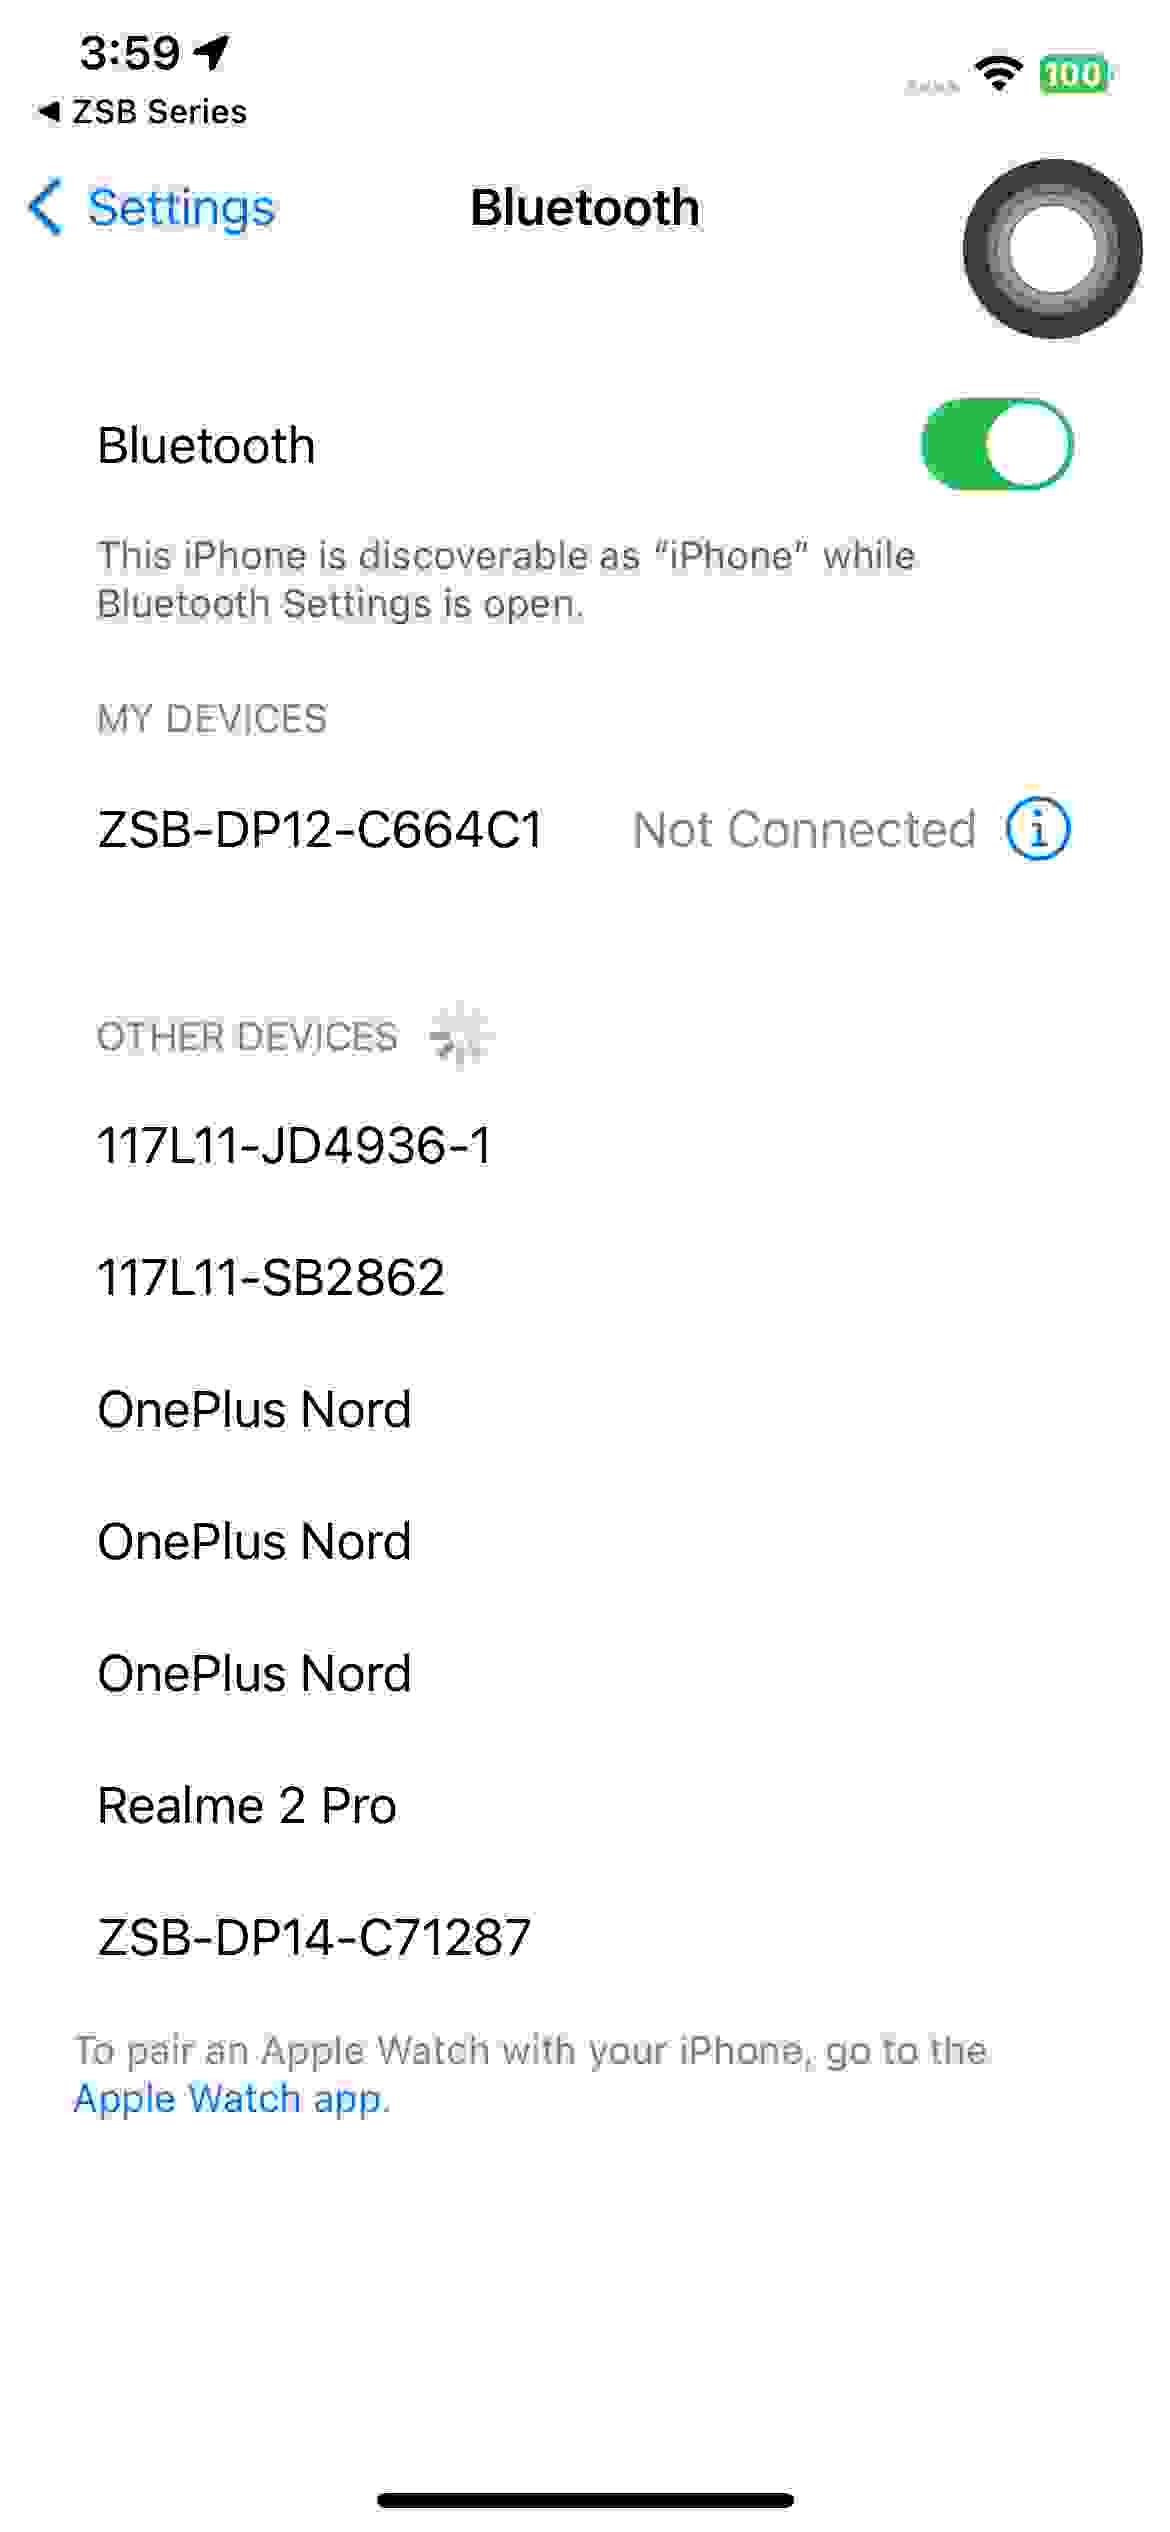 3:59
100
◀ ZSB Series
Settings
Bluetooth
Bluetooth
This iPhone is discoverable as “iPhone” while
Bluetooth Settings is open.
MY DEVICES
ZSB-DP12-C664C1 Not Connected
OTHER DEVICES
117L11-JD4936-1
117L11-SB2862
OnePlus Nord
OnePlus Nord
OnePlus Nord
Realme 2 Pro
ZSB-DP14-C71287
To pair an Apple Watch with your iPhone, go to the
Apple Watch app.